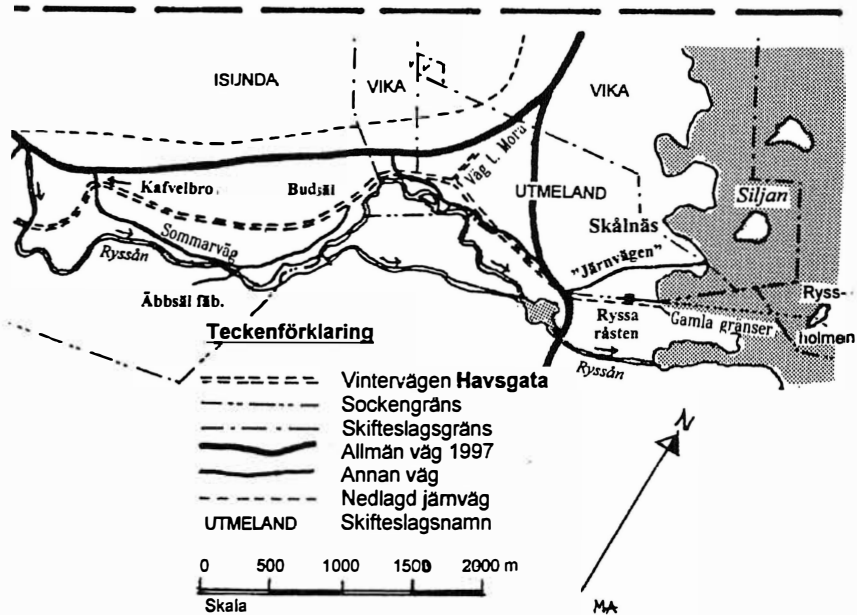 ISUNDA
VIKA
VIKA
Väg L. Mora
Kafvelbro.
Budsäl
UTMELAND
Siljan
Skålnäs
Sommarväg
Ryssån
"Järnvägen"
Äbbsäl fäb.
Ryssa
råsten
Gamla granser
Ryss-
holmen
Ryssån
Teckenförklaring
Vintervägen Havsgata
Sockengräns
Skifteslagsgräns
Allmän väg 1997
Annan väg
Nedlagd järnväg
UTMELAND Skifteslagsnamn
0 500 1000 1500 2000 m
Skala
N
MA